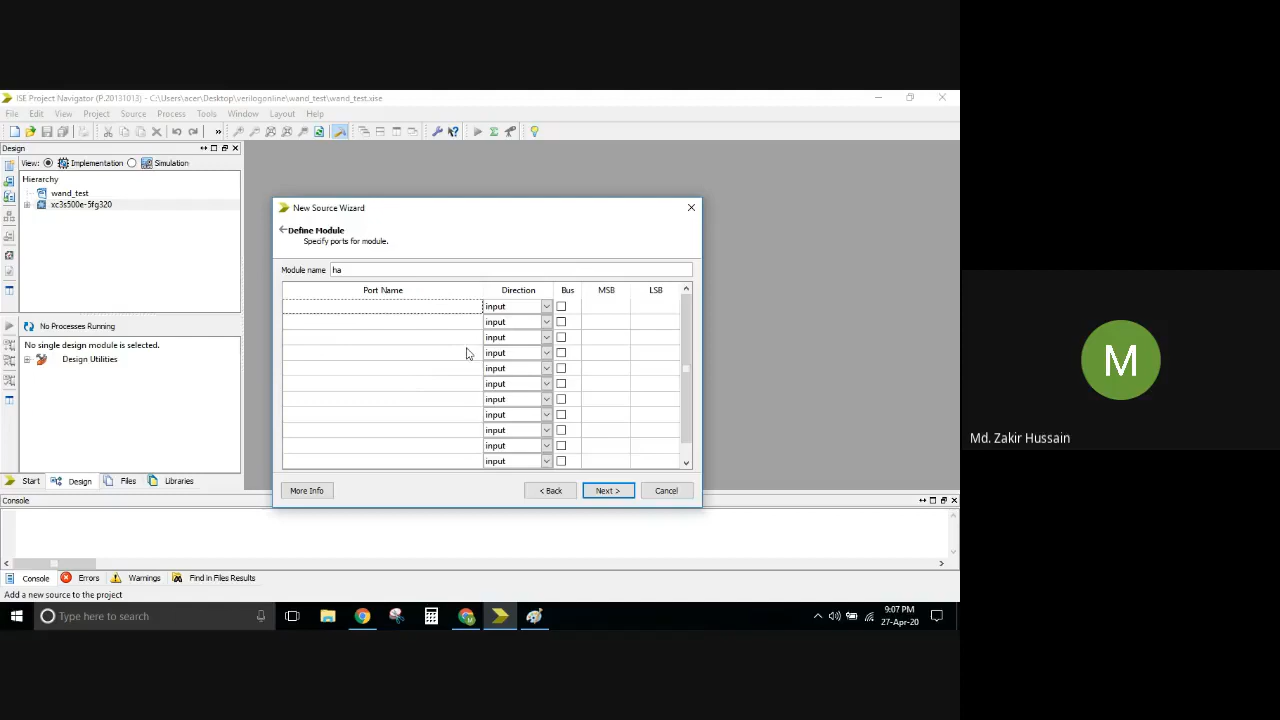 ISE Project Navigator (P.20131013) - C:\Users\acer\Desktop\verilogonline\wand_test\wand_test.xise
File Edit View Project Source Process Tools Window Layout Help
»
Design
View: Implementation Simulation
Hierarchy
wand_test
xc3s500e-5fg320
No Processes Running
No single design module is selected.
Design Utilities
Start Design Files Libraries
New Source Wizard
Define Module
Specify ports for module.
Module name ha
Port Name Direction Bus MSB LSB
input
input
input
input
input
input
input
input
input
input
input
More Info < Back Next > Cancel
Console
Console Errors Warnings Find in Files Results
Add a new source to the project
Type here to search
9:07 PM
27-Apr-20
M
Md. Zakir Hussain